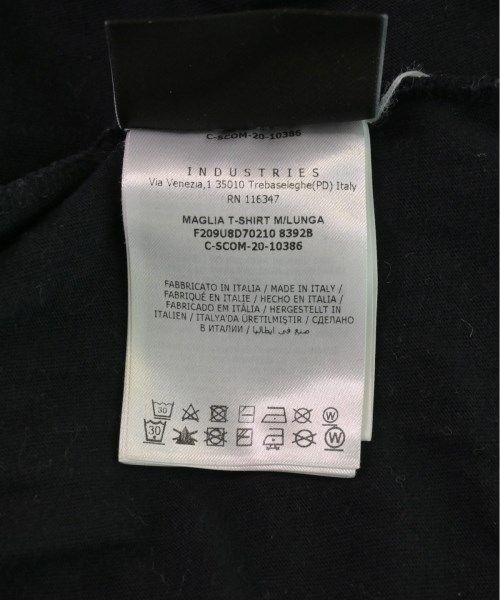 C-SCOM-20-10386
INDUSTRIES
Via Venezia,1 35010 Trebaseleghe(PD) Italy
RN 116347
MAGLIA T-SHIRT M/LUNGA
F209U8D70210 8392B
C-SCOM-20-10386
FABBRICATO IN ITALIA / MADE IN ITALY /
FABRIQUÉ EN ITALIE / HECHO EN ITALIA /
FABRICADO EM ITÁLIA / HERGESTELLT IN
ITALIEN / ITALYA'DA ÜRETILMIŞTIR / СДЕЛАНО
В ИТАЛИИ / صنع في ايطاليا
30 W
30 W